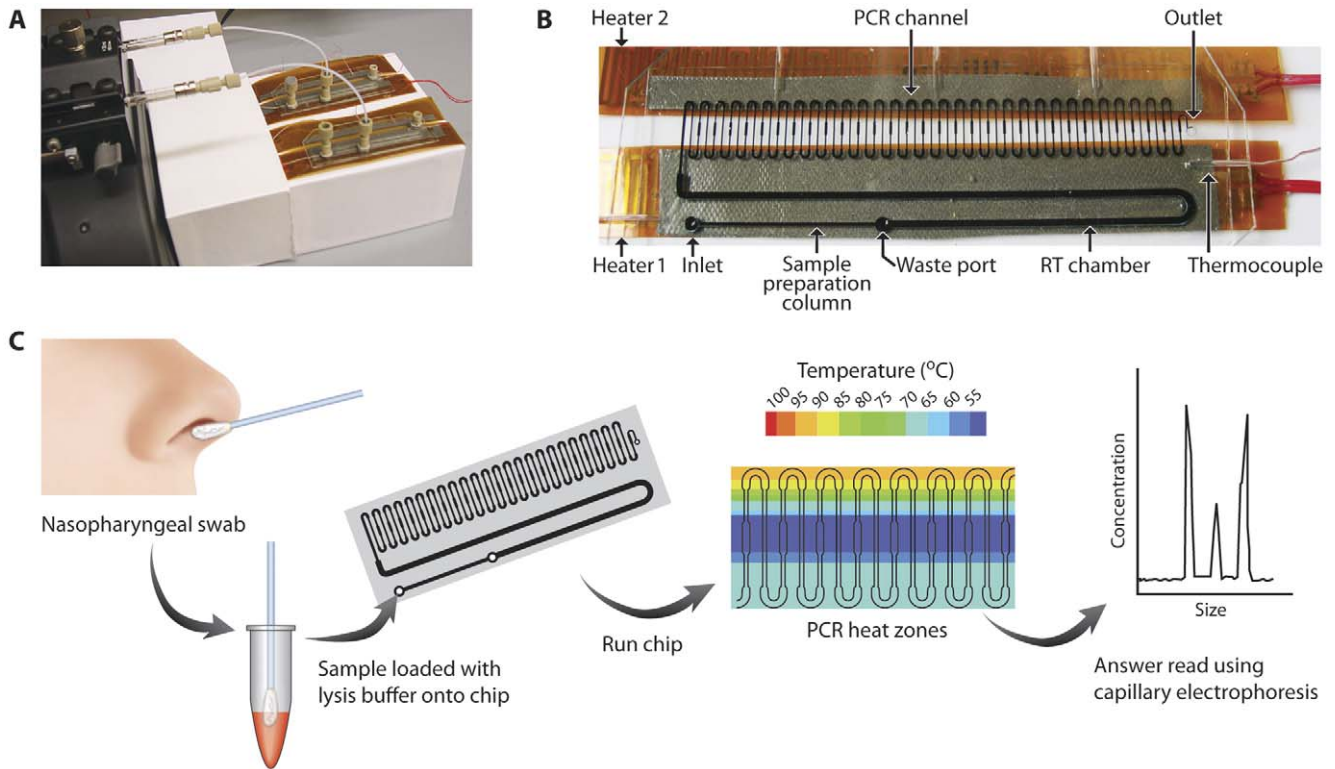 A
B
Heater 2
PCR channel
Outlet
Heater 1
Inlet
Sample
preparation
column
Waste port
RT chamber
Thermocouple
C
Nasopharyngeal swab
Sample loaded with
lysis buffer onto chip
Run chip
Temperature (°C)
100 95 90 85 80 75 70 65 60 55
PCR heat zones
Concentration
Size
Answer read using
capillary electrophoresis